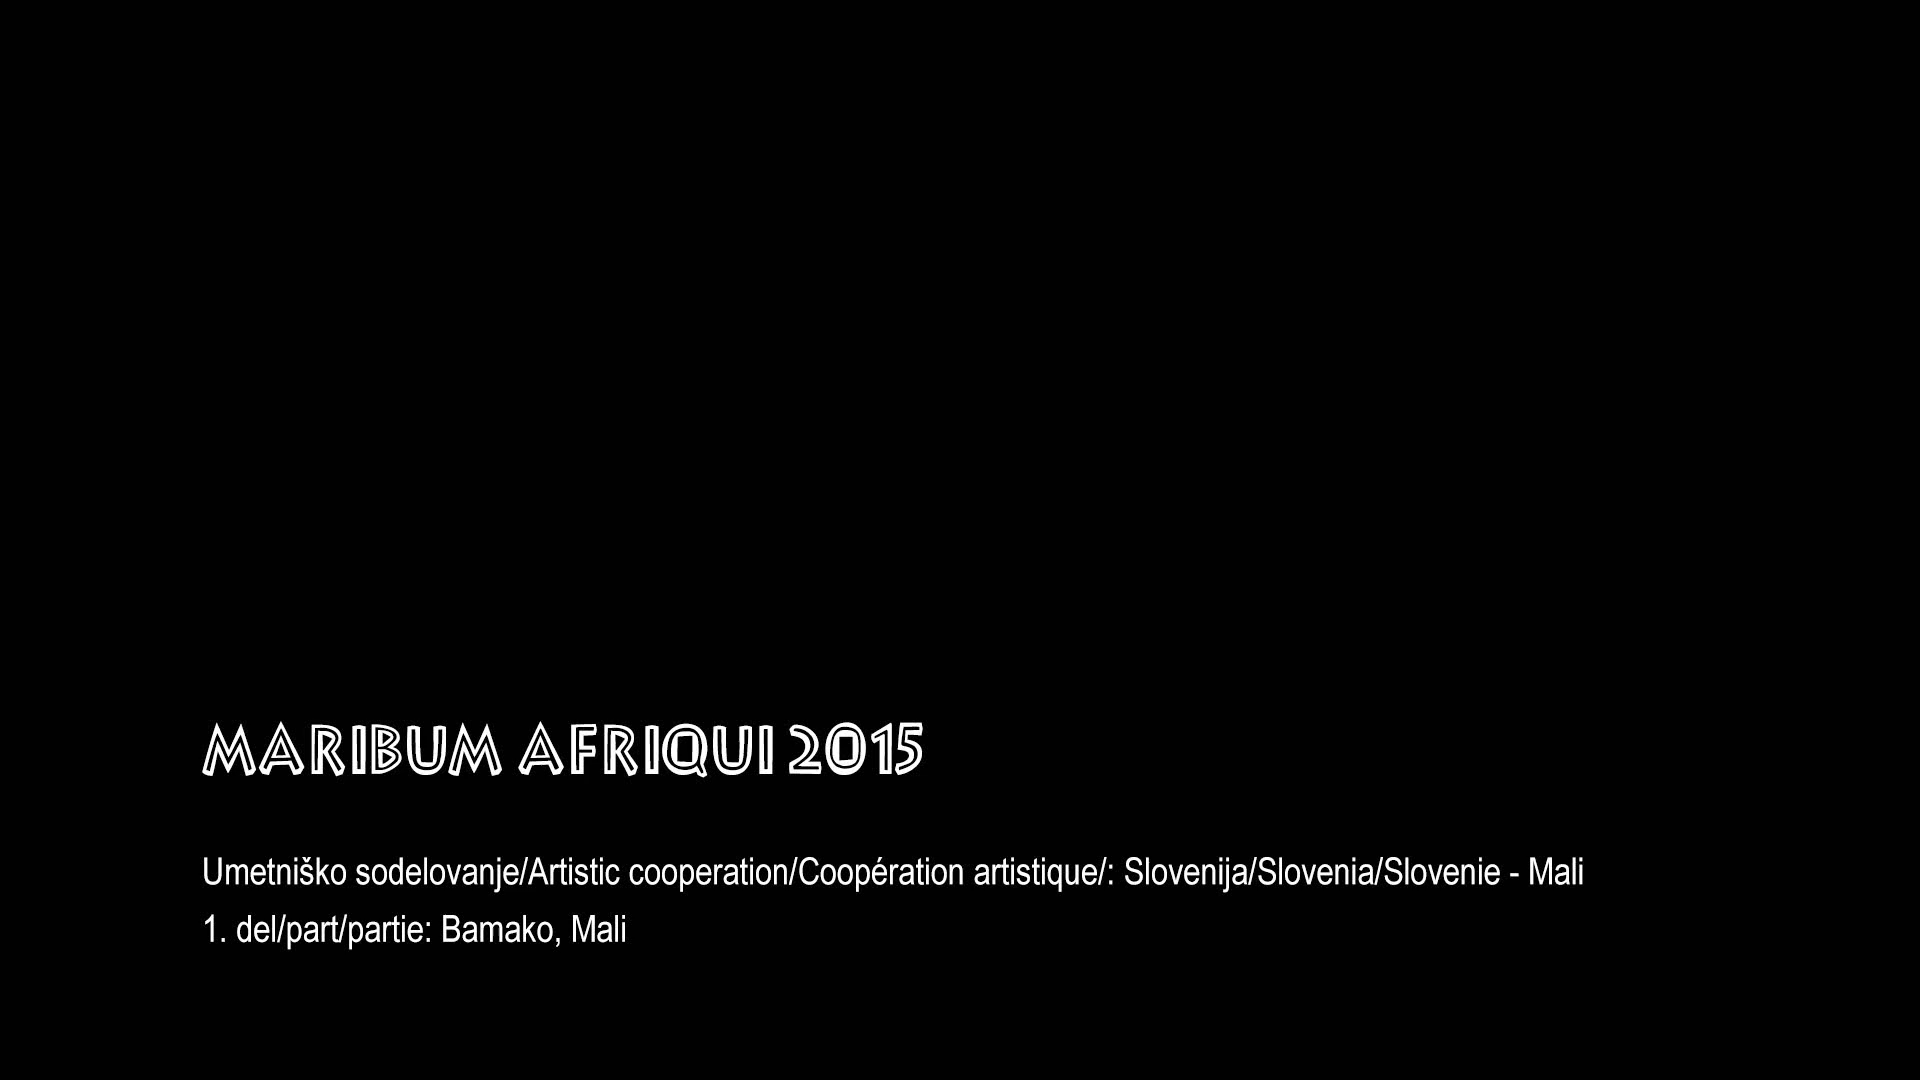 MARIBUM AFRIQUI 2015
Umetniško sodelovanje/Artistic cooperation/Coopération artistique/: Slovenija/Slovenia/Slovenie - Mali
1. del/part/partie: Bamako, Mali